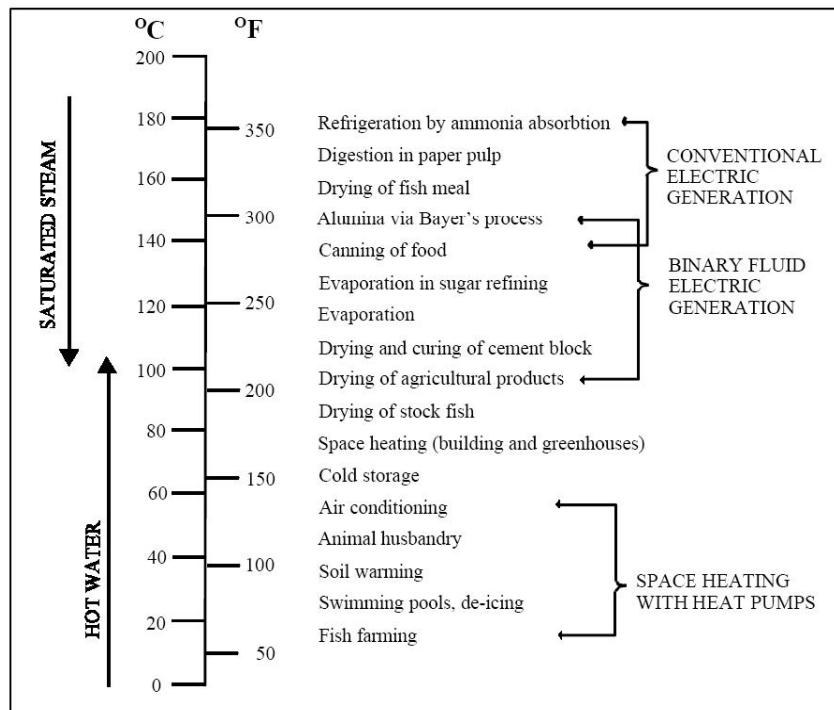 °C
°F
200
180
160
140
120
100
80
60
40
20
0
350
300
250
200
150
100
50
SATURATED STEAM
HOT WATER
Refrigeration by ammonia absorbtion
Digestion in paper pulp
Drying of fish meal
Alumina via Bayer's process
Canning of food
Evaporation in sugar refining
Evaporation
Drying and curing of cement block
Drying of agricultural products
Drying of stock fish
Space heating (building and greenhouses)
Cold storage
Air conditioning
Animal husbandry
Soil warming
Swimming pools, de-icing
Fish farming
CONVENTIONAL
ELECTRIC
GENERATION
BINARY FLUID
ELECTRIC
GENERATION
SPACE HEATING
WITH HEAT PUMPS